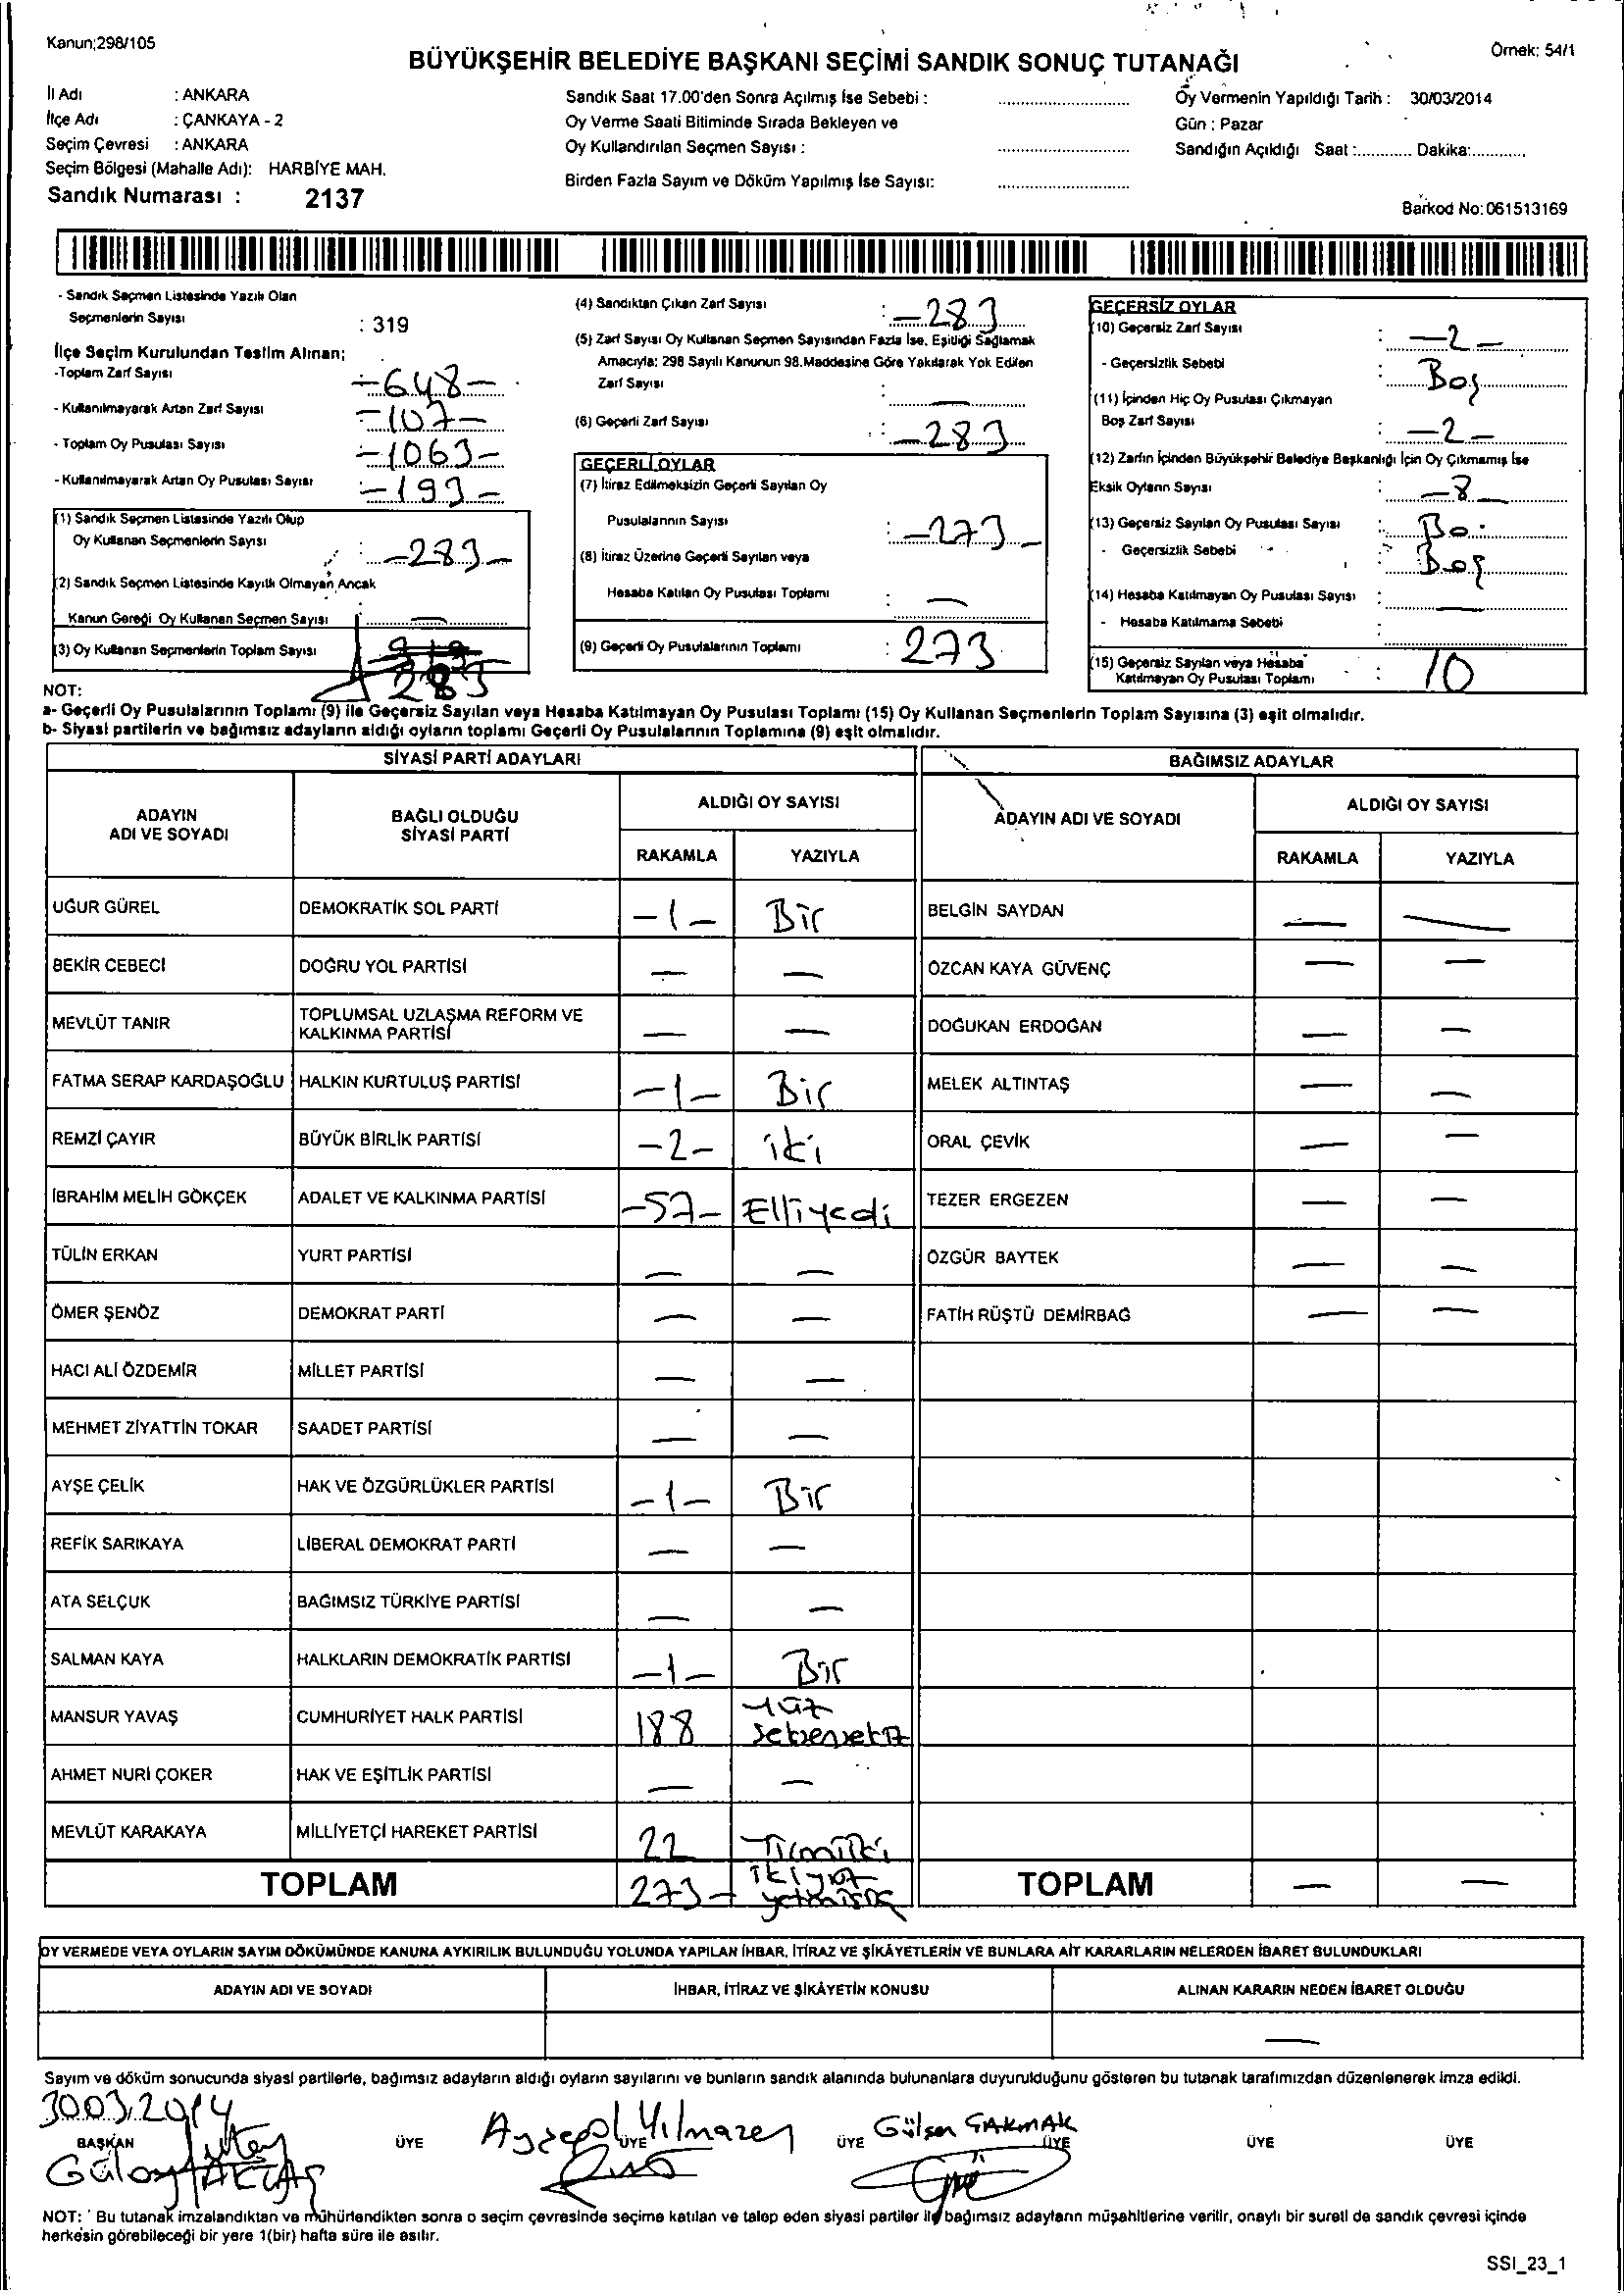 Kanun;298/105
Örnek: 54/1
BÜYÜKŞEHİR BELEDİYE BAŞKANI SEÇİMİ SANDIK SONUÇ TUTANAĞI
İl Adı : ANKARA
İlçe Adı : ÇANKAYA - 2
Seçim Çevresi : ANKARA
Seçim Bölgesi (Mahalle Adı): HARBİYE MAH.
Sandık Numarası : 2137
Sandık Saat 17.00'den Sonra Açılmış İse Sebebi :
Oy Verme Saati Bitiminde Sırada Bekleyen ve
Oy Kullandırılan Seçmen Sayısı :
Birden Fazla Sayım ve Döküm Yapılmış İse Sayısı:
Oy Vermenin Yapıldığı Tarih : 30/03/2014
Gün : Pazar
Sandığın Açıldığı Saat :............ Dakika:............
Barkod No:061513169
- Sandık Seçmen Listesinde Yazılı Olan
Seçmenlerin Sayısı : 319
İlçe Seçim Kurulundan Teslim Alınan;
-Toplam Zarf Sayısı -648-
- Kullanılmayarak Artan Zarf Sayısı -107-
- Toplam Oy Pusulası Sayısı -1063-
- Kullanılmayarak Artan Oy Pusulası Sayısı -193-
(1) Sandık Seçmen Listesinde Yazılı Olup
Oy Kullanan Seçmenlerin Sayısı : -283-
(2) Sandık Seçmen Listesinde Kayıtlı Olmayan Ancak
Kanun Gereği Oy Kullanan Seçmen Sayısı : —
(3) Oy Kullanan Seçmenlerin Toplam Sayısı 283
(4) Sandıktan Çıkan Zarf Sayısı : -283
(5) Zarf Sayısı Oy Kullanan Seçmen Sayısından Fazla İse, Eşitliği Sağlamak
Amacıyla; 298 Sayılı Kanunun 98.Maddesine Göre Yakılarak Yok Edilen
Zarf Sayısı : —
(6) Geçerli Zarf Sayısı : -283
GEÇERLİ OYLAR
(7) İtiraz Edilmeksizin Geçerli Sayılan Oy
Pusulalarının Sayısı : -273-
(8) İtiraz Üzerine Geçerli Sayılan veya
Hesaba Katılan Oy Pusulası Toplamı : —
(9) Geçerli Oy Pusulalarının Toplamı : 273
GEÇERSİZ OYLAR
(10) Geçersiz Zarf Sayısı : -2-
- Geçersizlik Sebebi : Boş
(11) İçinden Hiç Oy Pusulası Çıkmayan
Boş Zarf Sayısı : -2-
(12) Zarfın İçinden Büyükşehir Belediye Başkanlığı İçin Oy Çıkmamış İse
Eksik Oyların Sayısı : -8-
(13) Geçersiz Sayılan Oy Pusulası Sayısı :
- Geçersizlik Sebebi : Boş
(14) Hesaba Katılmayan Oy Pusulası Sayısı : —
- Hesaba Katılmama Sebebi :
(15) Geçersiz Sayılan veya Hesaba
Katılmayan Oy Pusulası Toplamı : 10
NOT:
a- Geçerli Oy Pusulalarının Toplamı (9) ile Geçersiz Sayılan veya Hesaba Katılmayan Oy Pusulası Toplamı (15) Oy Kullanan Seçmenlerin Toplam Sayısına (3) eşit olmalıdır.
b- Siyasi partilerin ve bağımsız adayların aldığı oyların toplamı Geçerli Oy Pusulalarının Toplamına (9) eşit olmalıdır.
SİYASİ PARTİ ADAYLARI
BAĞIMSIZ ADAYLAR
ADAYIN ADI VE SOYADI
BAĞLI OLDUĞU SİYASİ PARTİ
ALDIĞI OY SAYISI
RAKAMLA YAZIYLA
ADAYIN ADI VE SOYADI
ALDIĞI OY SAYISI
RAKAMLA YAZIYLA
UĞUR GÜREL DEMOKRATİK SOL PARTİ -1- Bir BELGİN SAYDAN — —
BEKİR CEBECİ DOĞRU YOL PARTİSİ — — ÖZCAN KAYA GÜVENÇ — —
MEVLÜT TANIR TOPLUMSAL UZLAŞMA REFORM VE KALKINMA PARTİSİ — — DOĞUKAN ERDOĞAN — —
FATMA SERAP KARDAŞOĞLU HALKIN KURTULUŞ PARTİSİ -1- Bir MELEK ALTINTAŞ — —
REMZİ ÇAYIR BÜYÜK BİRLİK PARTİSİ -2- iki ORAL ÇEVİK — —
İBRAHİM MELİH GÖKÇEK ADALET VE KALKINMA PARTİSİ -57- Elliyedi TEZER ERGEZEN — —
TÜLİN ERKAN YURT PARTİSİ — — ÖZGÜR BAYTEK — —
ÖMER ŞENÖZ DEMOKRAT PARTİ — — FATİH RÜŞTÜ DEMİRBAĞ — —
HACI ALİ ÖZDEMİR MİLLET PARTİSİ — —
MEHMET ZİYATTİN TOKAR SAADET PARTİSİ — —
AYŞE ÇELİK HAK VE ÖZGÜRLÜKLER PARTİSİ -1- Bir
REFİK SARIKAYA LİBERAL DEMOKRAT PARTİ — —
ATA SELÇUK BAĞIMSIZ TÜRKİYE PARTİSİ — —
SALMAN KAYA HALKLARIN DEMOKRATİK PARTİSİ -1- Bir
MANSUR YAVAŞ CUMHURİYET HALK PARTİSİ 188 Yüz seksensekiz
AHMET NURİ ÇOKER HAK VE EŞİTLİK PARTİSİ — —
MEVLÜT KARAKAYA MİLLİYETÇİ HAREKET PARTİSİ 22 Yirmiiki
TOPLAM 273- ikiyüz yetmişüç TOPLAM — —
OY VERMEDE VEYA OYLARIN SAYIM DÖKÜMÜNDE KANUNA AYKIRILIK BULUNDUĞU YOLUNDA YAPILAN İHBAR, İTİRAZ VE ŞİKÂYETLERİN VE BUNLARA AİT KARARLARIN NELERDEN İBARET BULUNDUKLARI
ADAYIN ADI VE SOYADI İHBAR, İTİRAZ VE ŞİKÂYETİN KONUSU ALINAN KARARIN NEDEN İBARET OLDUĞU
—
Sayım ve döküm sonucunda siyasi partilerle, bağımsız adayların aldığı oyların sayılarını ve bunların sandık alanında bulunanlara duyurulduğunu gösteren bu tutanak tarafımızdan düzenlenerek imza edildi.
30.03.2014
BAŞKAN ÜYE Ayşegül Yılmazer ÜYE ÜYE Gülsen ÇAKMAK ÜYE ÜYE ÜYE
Gülay AKTAŞ
NOT: Bu tutanak imzalandıktan ve mühürlendikten sonra o seçim çevresinde seçime katılan ve talep eden siyasi partiler ile bağımsız adayların müşahitlerine verilir, onaylı bir sureti de sandık çevresi içinde
herkesin görebileceği bir yere 1(bir) hafta süre ile asılır.
SSI_23_1